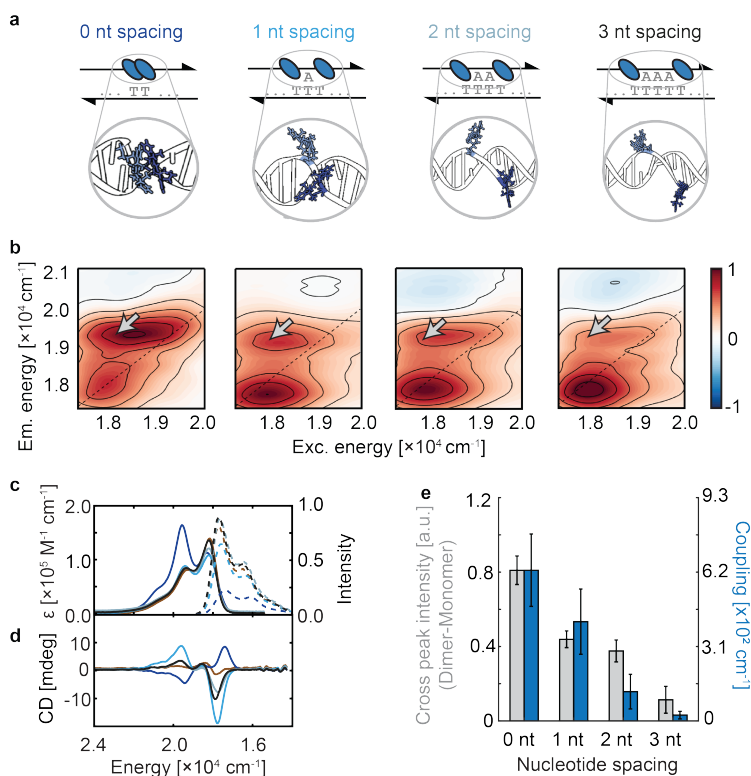 a
0 nt spacing
1 nt spacing
2 nt spacing
3 nt spacing
A
AA
AAA
TT
TTT
TTTT
TTTTT
b
Em. energy [×10⁴ cm⁻¹]
2.1
2.0
1.9
1.8
1.8 1.9 2.0
1.8 1.9 2.0
1.8 1.9 2.0
1.8 1.9 2.0
Exc. energy [×10⁴ cm⁻¹]
1
0
-1
c
ε [×10⁵ M⁻¹ cm⁻¹]
2.0
1.0
0.0
1.0
0.5
0.0
Intensity
d
CD [mdeg]
10
0
-10
2.4 2.0 1.6
Energy [×10⁴ cm⁻¹]
e
Cross peak intensity [a.u.]
(Dimer-Monomer)
1.2
0.8
0.4
0
9.3
6.2
3.1
0
Coupling [x10² cm⁻¹]
0 nt 1 nt 2 nt 3 nt
Nucleotide spacing